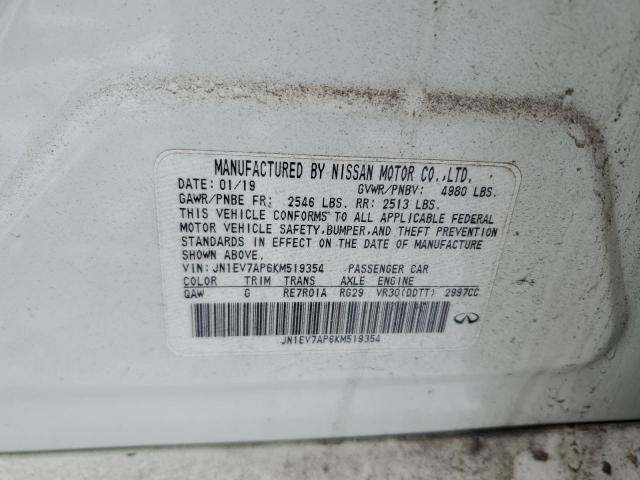 MANUFACTURED BY NISSAN MOTOR CO.,LTD.
DATE: 01/19 GVWR/PNBV: 4980 LBS.
GAWR/PNBE FR: 2546 LBS. RR: 2513 LBS.
THIS VEHICLE CONFORMS TO ALL APPLICABLE FEDERAL
MOTOR VEHICLE SAFETY, BUMPER, AND THEFT PREVENTION
STANDARDS IN EFFECT ON THE DATE OF MANUFACTURE
SHOWN ABOVE.
VIN: JN1EV7AP6KM519354 PASSENGER CAR
COLOR TRIM TRANS AXLE ENGINE
QAW G RE7R01A RG29 VR30(DDTT) 2997CC
JN1EV7AP6KM519354